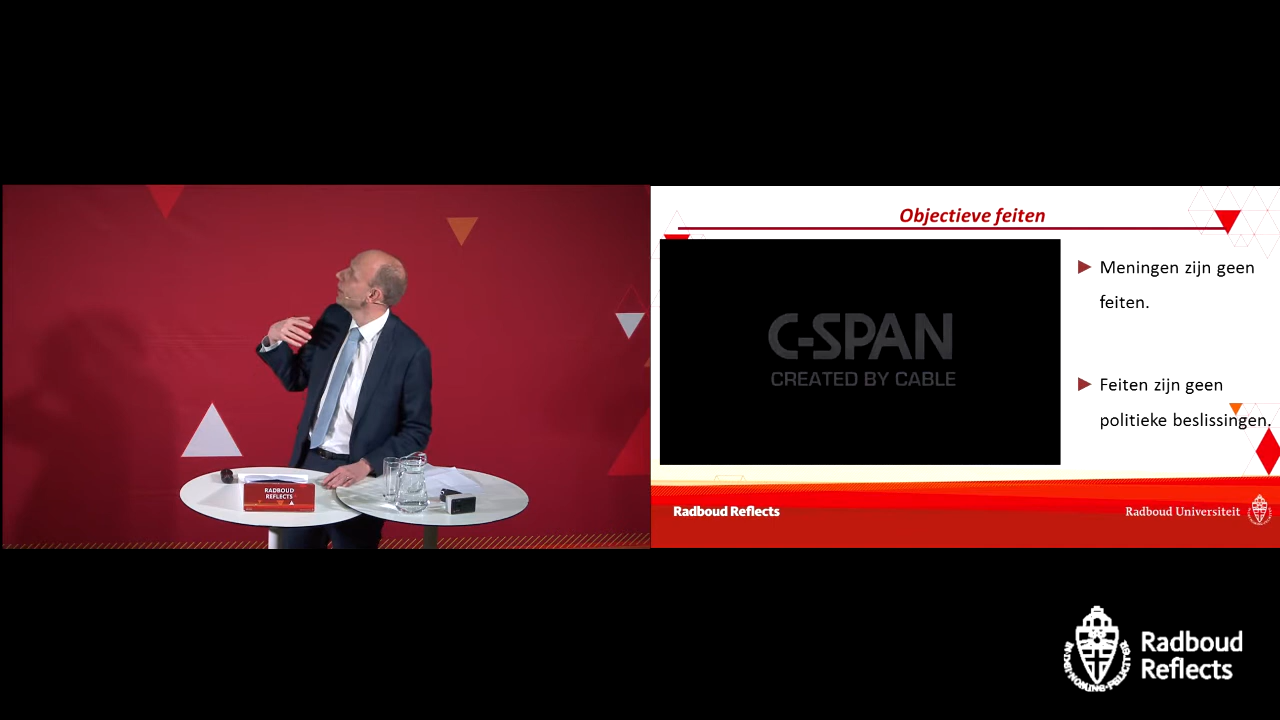 Objectieve feiten
C-SPAN
CREATED BY CABLE
Meningen zijn geen
feiten.
Feiten zijn geen
politieke beslissingen.
RADBOUD
REFLECTS
Radboud Reflects
Radboud Universiteit
Radboud
Reflects